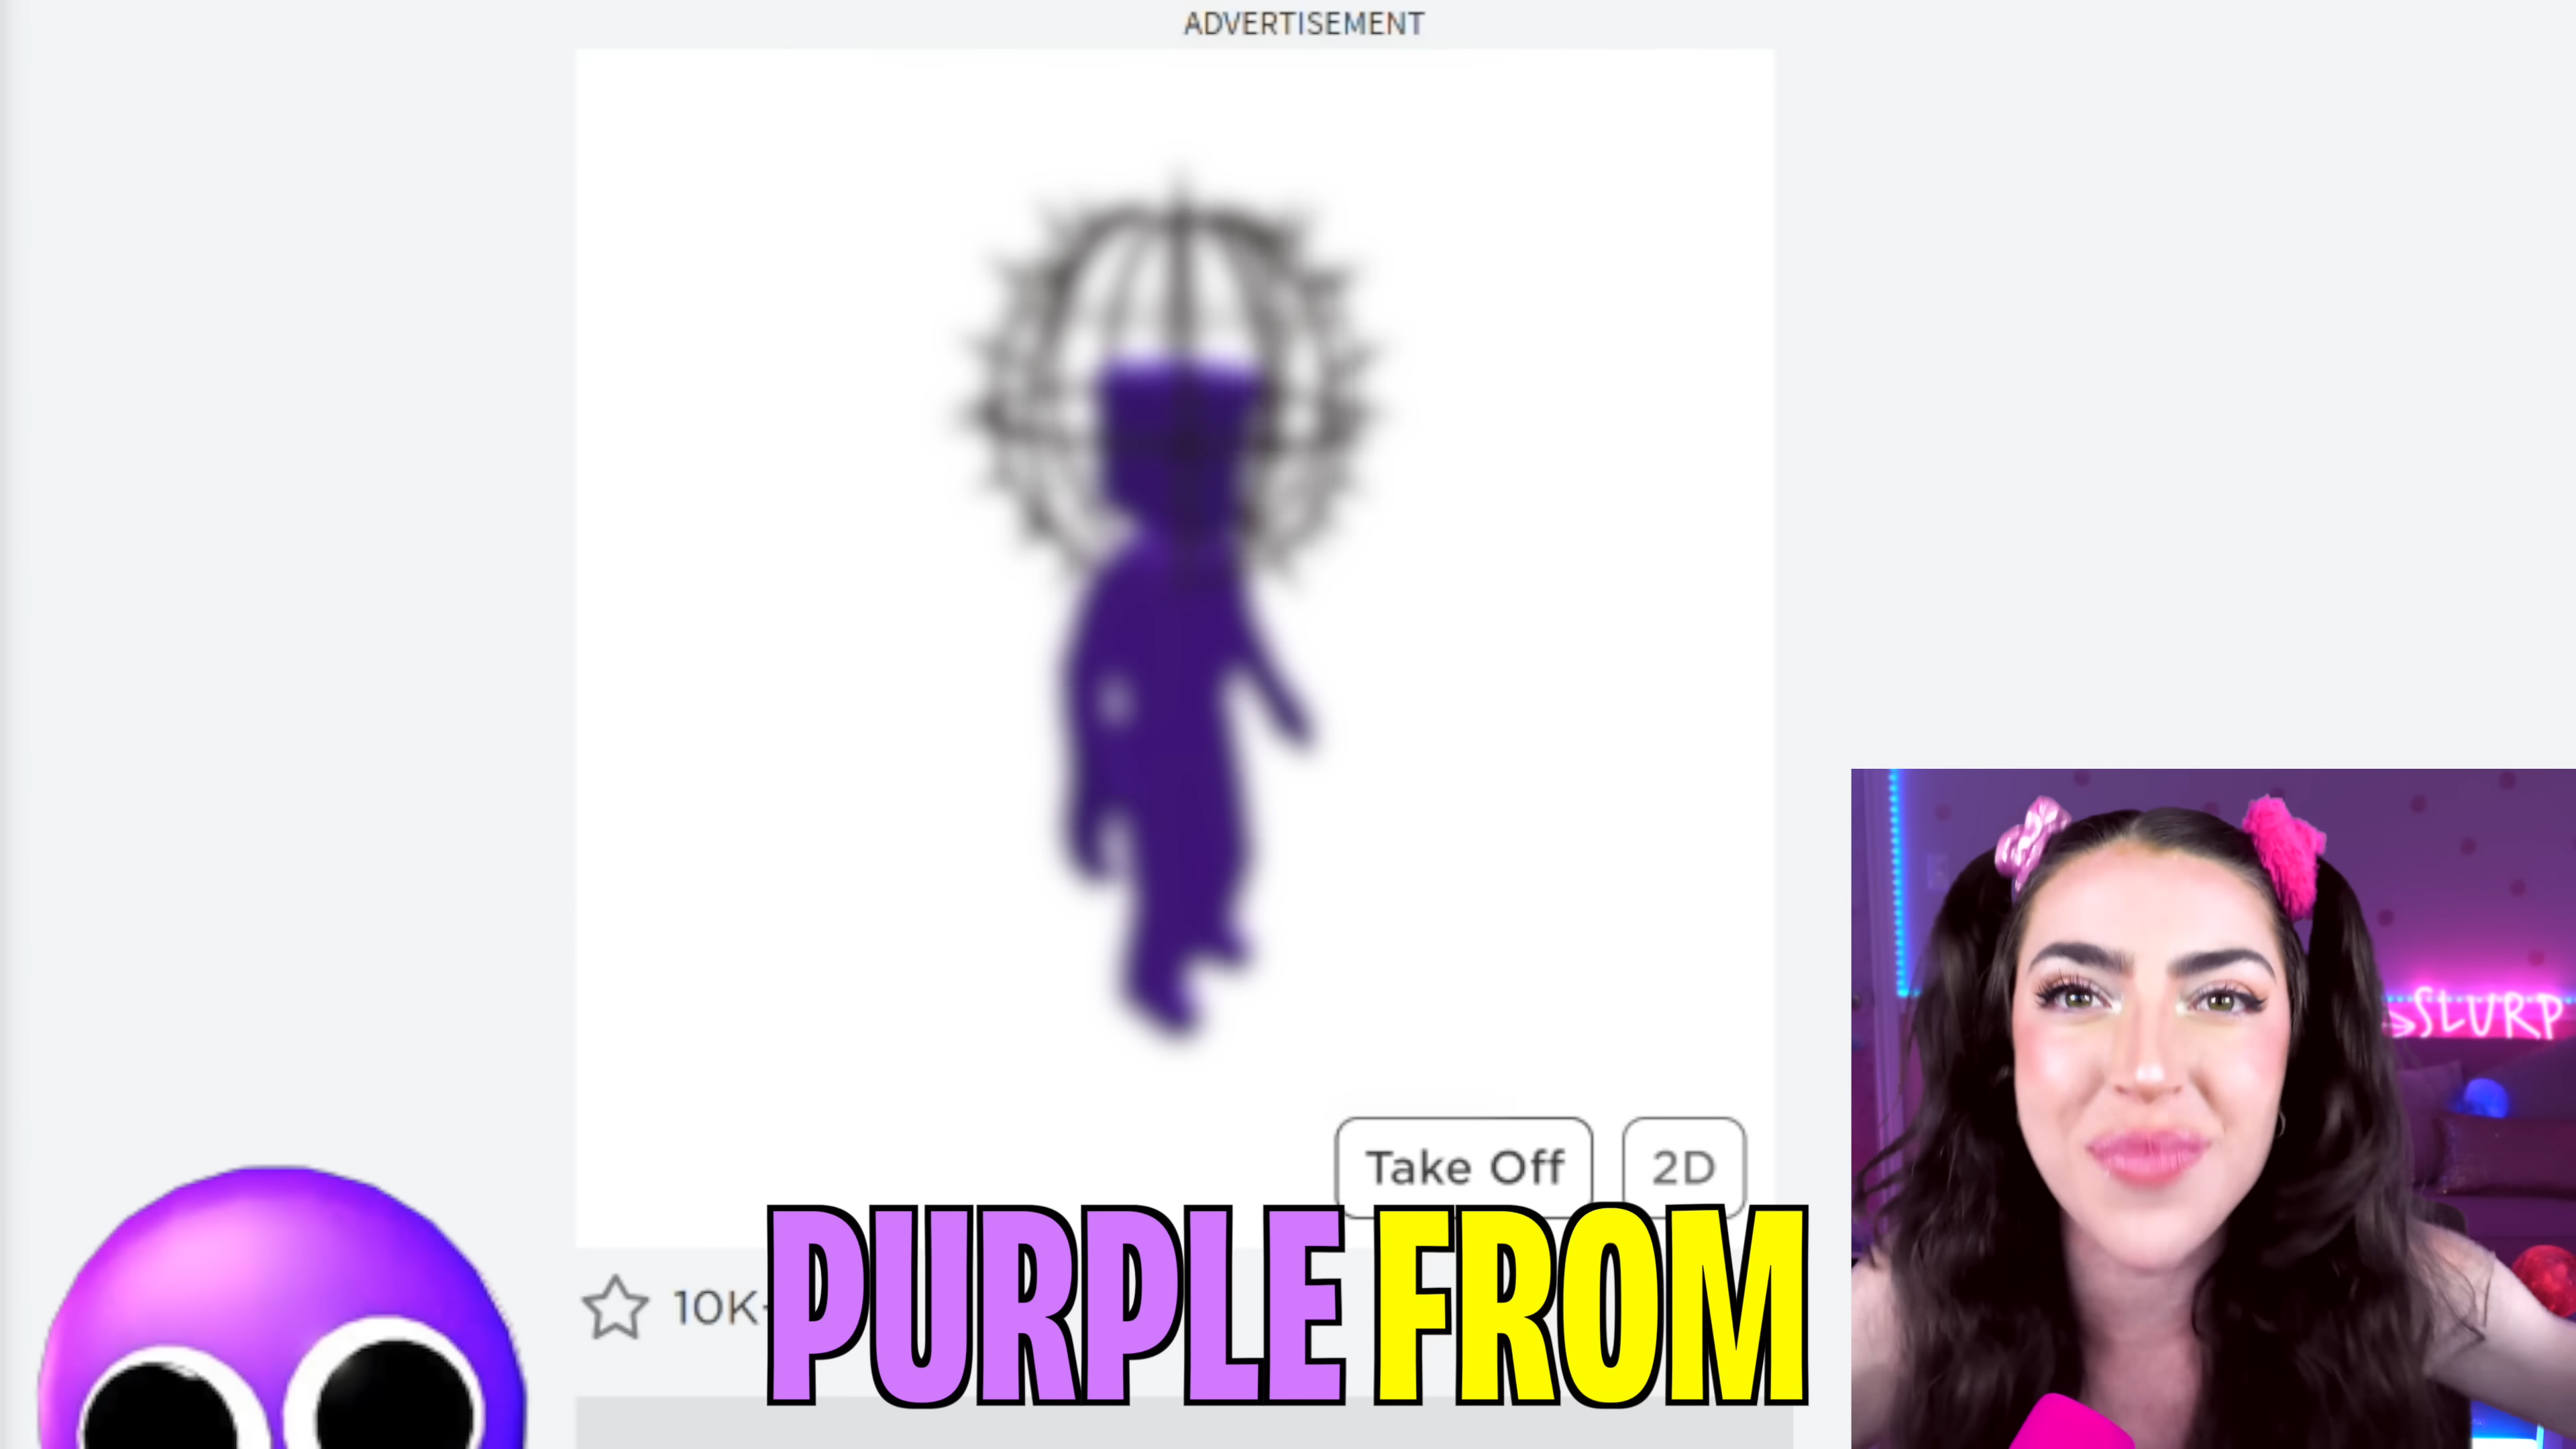 ADVERTISEMENT
SLURP
Take Off
2D
10K+
PURPLE FROM